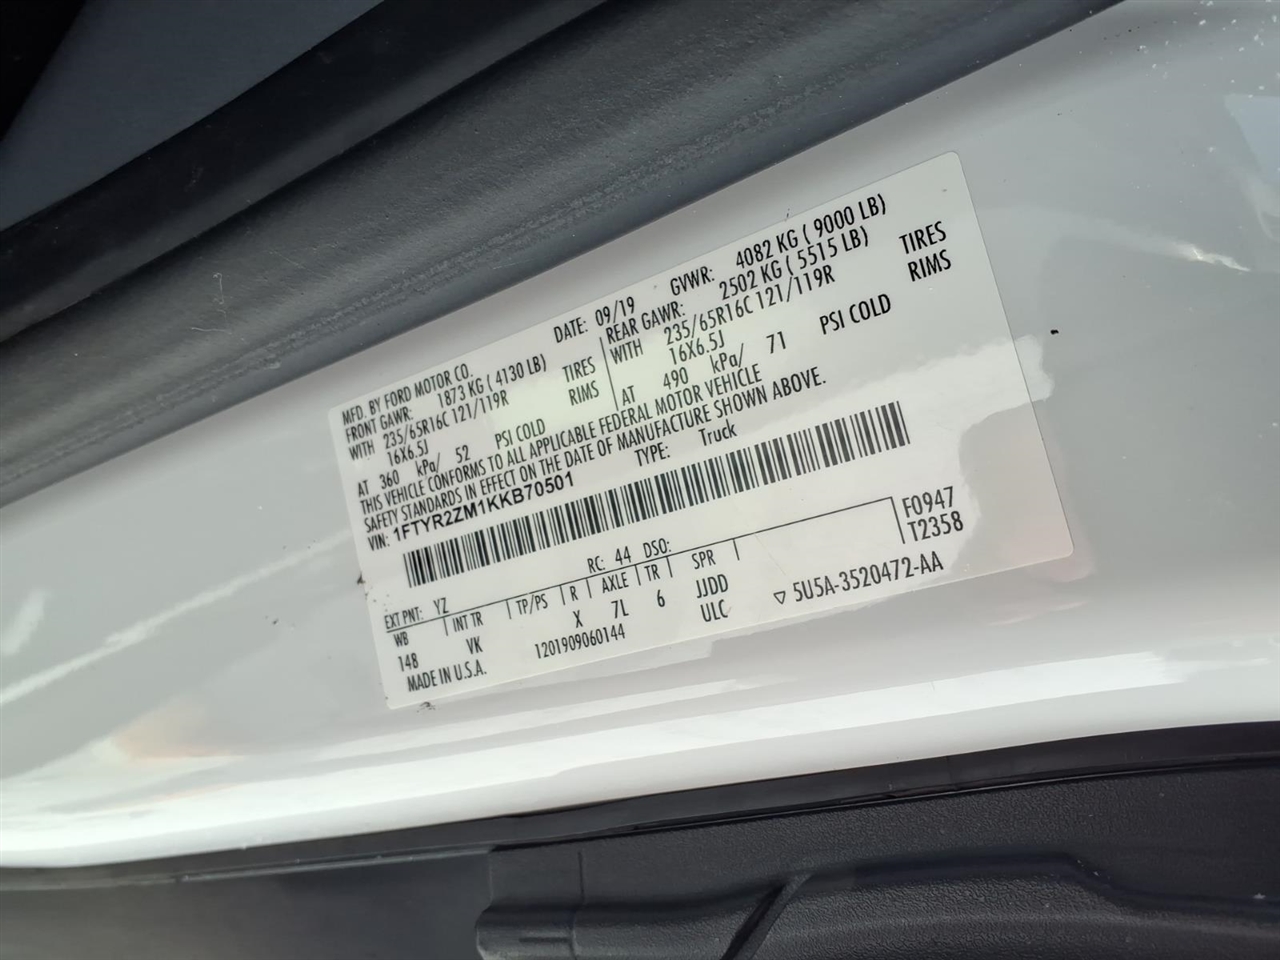 MFD. BY FORD MOTOR CO.
DATE: 09/19 GVWR: 4082 KG ( 9000 LB)
FRONT GAWR: 1873 KG ( 4130 LB) REAR GAWR: 2502 KG ( 5515 LB)
WITH 235/65R16C 121/119R TIRES WITH 235/65R16C 121/119R TIRES
16X6.5J RIMS 16X6.5J RIMS
AT 360 kPa/ 52 PSI COLD AT 490 kPa/ 71 PSI COLD
THIS VEHICLE CONFORMS TO ALL APPLICABLE FEDERAL MOTOR VEHICLE
SAFETY STANDARDS IN EFFECT ON THE DATE OF MANUFACTURE SHOWN ABOVE.
VIN: 1FTYR2ZM1KKB70501 TYPE: Truck
F0947
T2358
EXT PNT: YZ RC: 44 DSO:
WB INT TR TP/PS R AXLE TR SPR
148 VK X 7L 6 JJDD
ULC
MADE IN U.S.A. 1201909060144 ▽ 5U5A-3520472-AA